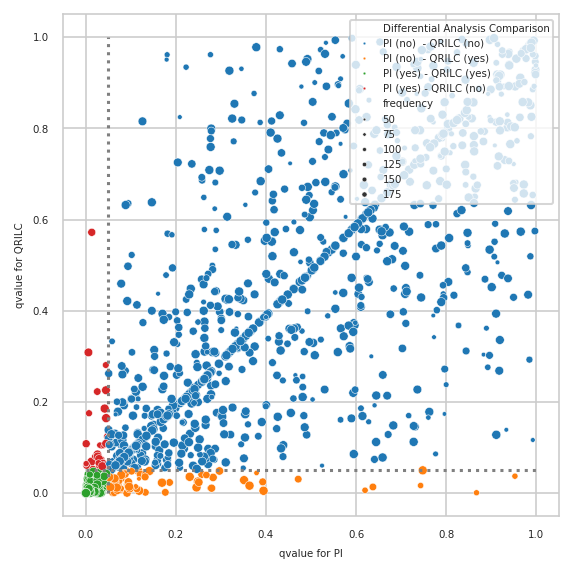 Differential Analysis Comparison
PI (no) - QRILC (no)
PI (no) - QRILC (yes)
PI (yes) - QRILC (yes)
PI (yes) - QRILC (no)
frequency
50
75
100
125
150
175
1.0
0.8
0.6
0.4
0.2
0.0
qvalue for QRILC
0.0 0.2 0.4 0.6 0.8 1.0
qvalue for PI